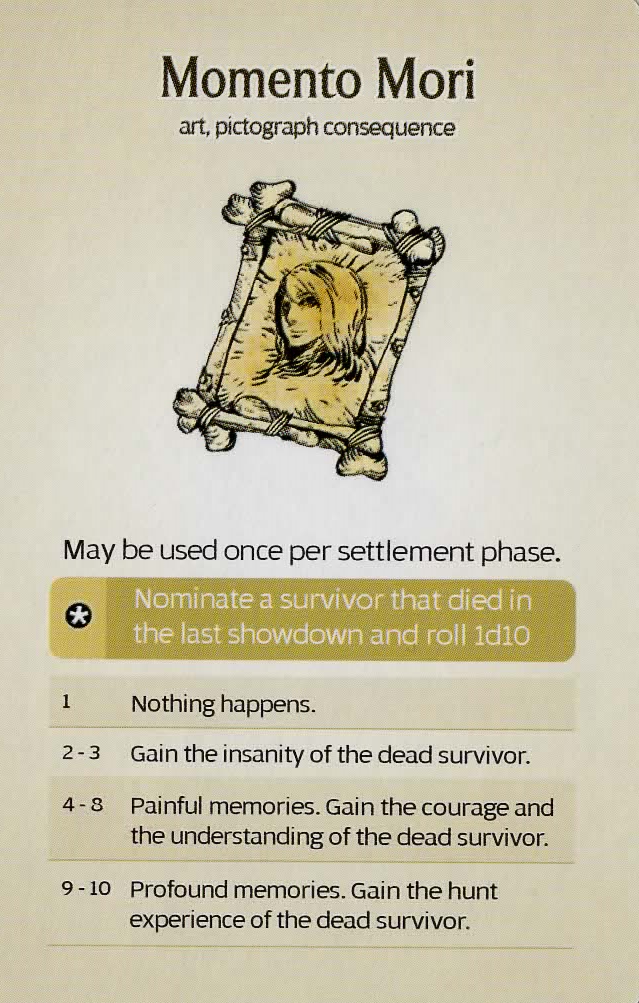 Momento Mori
art, pictograph consequence
May be used once per settlement phase.
Nominate a survivor that died in
the last showdown and roll 1d10
1 Nothing happens.
2 - 3 Gain the insanity of the dead survivor.
4 - 8 Painful memories. Gain the courage and
the understanding of the dead survivor.
9 - 10 Profound memories. Gain the hunt
experience of the dead survivor.